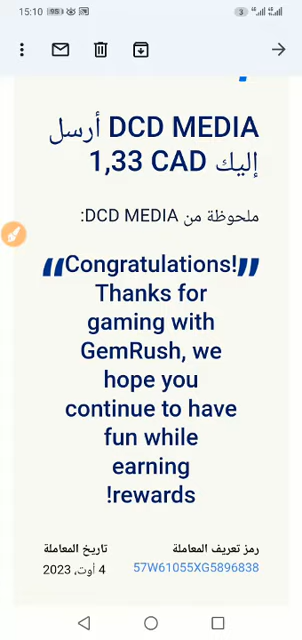 15:10
3
DCD MEDIA أرسل
إليك 1,33 CAD
ملحوظة من DCD MEDIA:
"Congratulations!
Thanks for
gaming with
GemRush, we
hope you
continue to have
fun while
earning
rewards!"
رمز تعريف المعاملة
57W61055XG5896838
تاريخ المعاملة
4 أوت، 2023